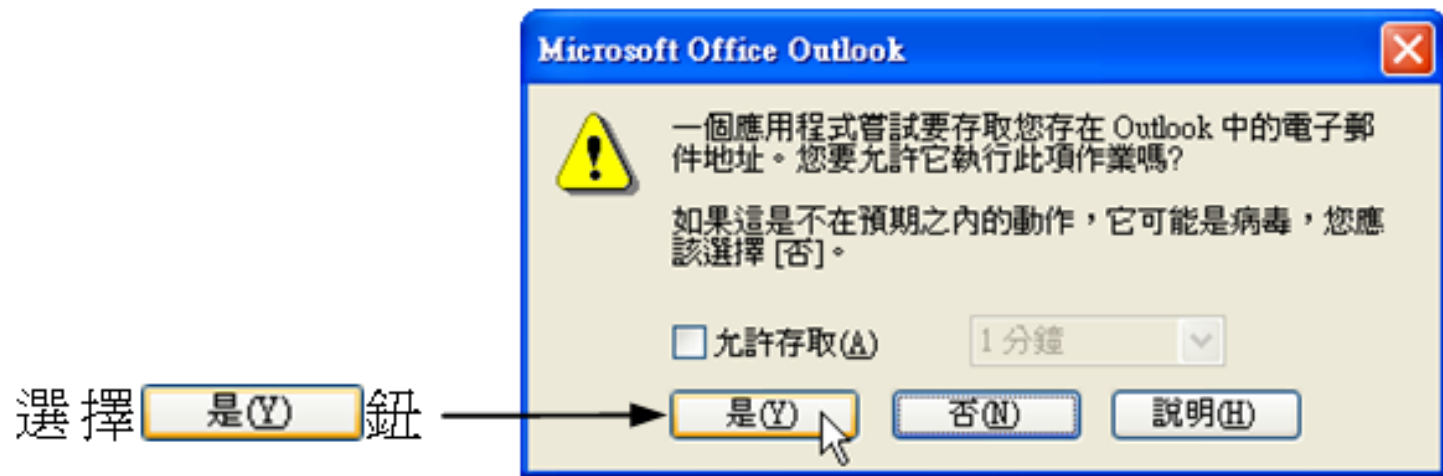 Microsoft Office Outlook
一個應用程式嘗試要存取您存在 Outlook 中的電子郵
件地址。您要允許它執行此項作業嗎?
如果這是不在預期之內的動作，它可能是病毒，您應
該選擇 [否]。
允許存取(A) 1 分鐘
選擇 是(Y) 鈕
是(Y) 否(N) 說明(H)